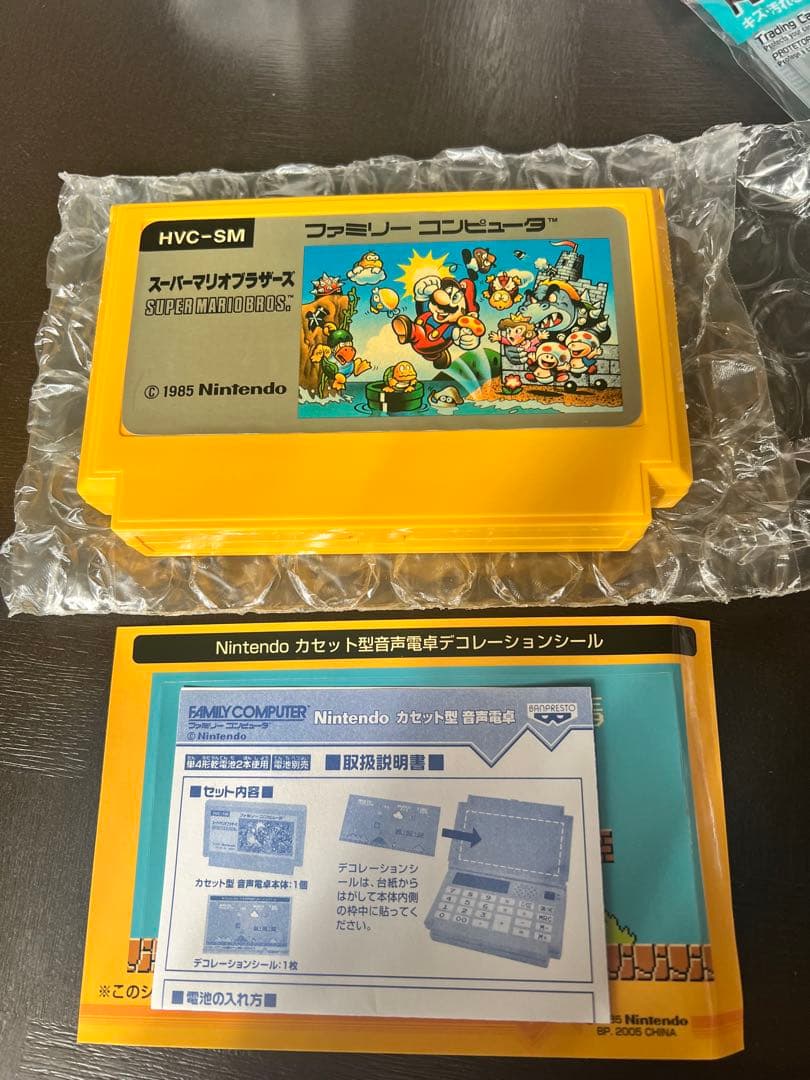 キズ・汚れ
Trading Ca
HVC-SM
ファミリー コンピュータ™
スーパーマリオブラザーズ
SUPER MARIO BROS.™
© 1985 Nintendo
Nintendo カセット型音声電卓デコレーションシール
FAMILY COMPUTER™
ファミリー コンピュータ
© Nintendo
Nintendo カセット型 音声電卓
BANPRESTO
単4形乾電池2本使用
電池別売
■取扱説明書■
■セット内容■
カセット型 音声電卓本体:1個
デコレーションシール:1枚
デコレーションシ
ールは、台紙から
はがして本体内側
の枠中に貼ってく
ださい。
■電池の入れ方■
※このシ
85 Nintendo
BP. 2005 CHINA